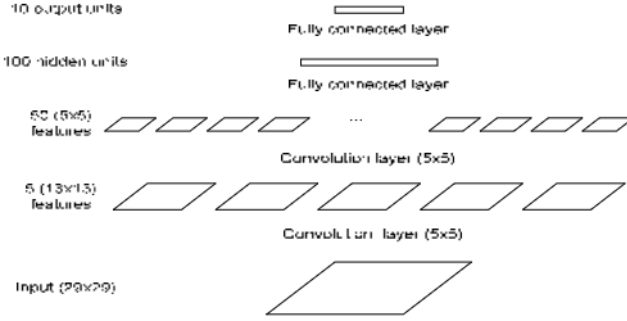 10 output units
Fully connected layer
100 hidden units
Fully connected layer
50 (5x5)
features
...
Convolution layer (5x5)
5 (13x13)
features
Convolution layer (5x5)
Input (29x29)